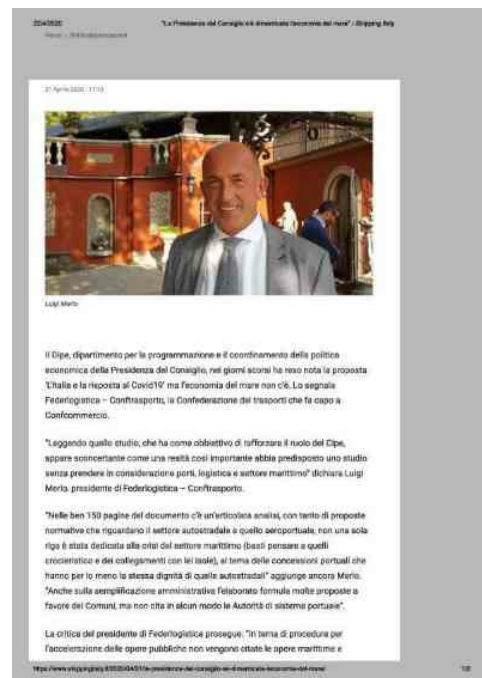 "La Presidenza del Consiglio si è dimenticata l'economia del mare" - Shipping Italy
21 Aprile 2020 - 11:13
Luigi Merlo
Il Dipe, dipartimento per la programmazione e il coordinamento della politica
economica della Presidenza del Consiglio, nei giorni scorsi ha reso nota la proposta
'L'Italia e la risposta al Covid19' ma l'economia del mare non c'è. Lo segnala
Federlogistica – Conftrasporto, la Confederazione dei trasporti che fa capo a
Confcommercio.
"Leggendo quello studio, che ha come obbiettivo di rafforzare il ruolo del Cipe,
appare sconcertante come una realtà così importante abbia predisposto uno studio
senza prendere in considerazione porti, logistica e settore marittimo" dichiara Luigi
Merlo, presidente di Federlogistica – Conftrasporto.
"Nelle ben 150 pagine del documento c'è un'articolata analisi, con tanto di proposte
normative che riguardano il settore autostradale e quello aeroportuale, non una sola
riga è stata dedicata alla crisi del settore marittimo (basti pensare a quelli
crocieristico e dei collegamenti con lei isole), al tema delle concessioni portuali che
hanno per lo meno la stessa dignità di quelle autostradali" aggiunge ancora Merlo.
"Anche sulla semplificazione amministrativa l'elaborato formula molte proposte a
favore dei Comuni, ma non cita in alcun modo le Autorità di sistema portuale".
La critica del presidente di Federlogistica prosegue: "in tema di procedura per
l'accelerazione delle opere pubbliche non vengono citate le opere marittime e